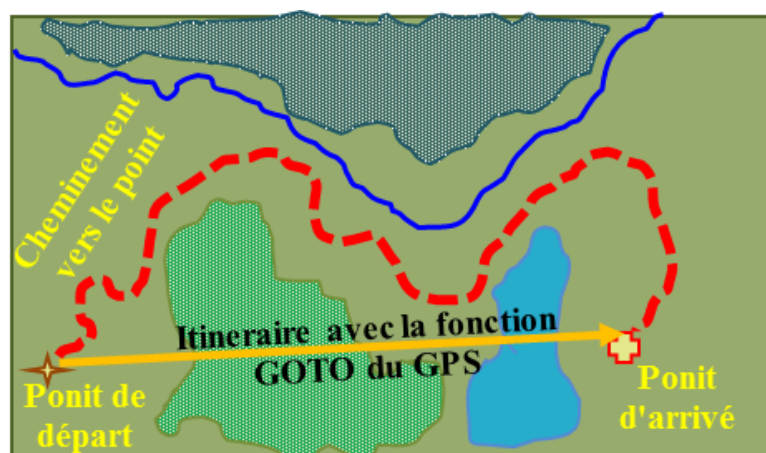 Cheminement
vers le point
Itineraire avec la fonction
GOTO du GPS
Ponit de
départ
Ponit
d'arrivé